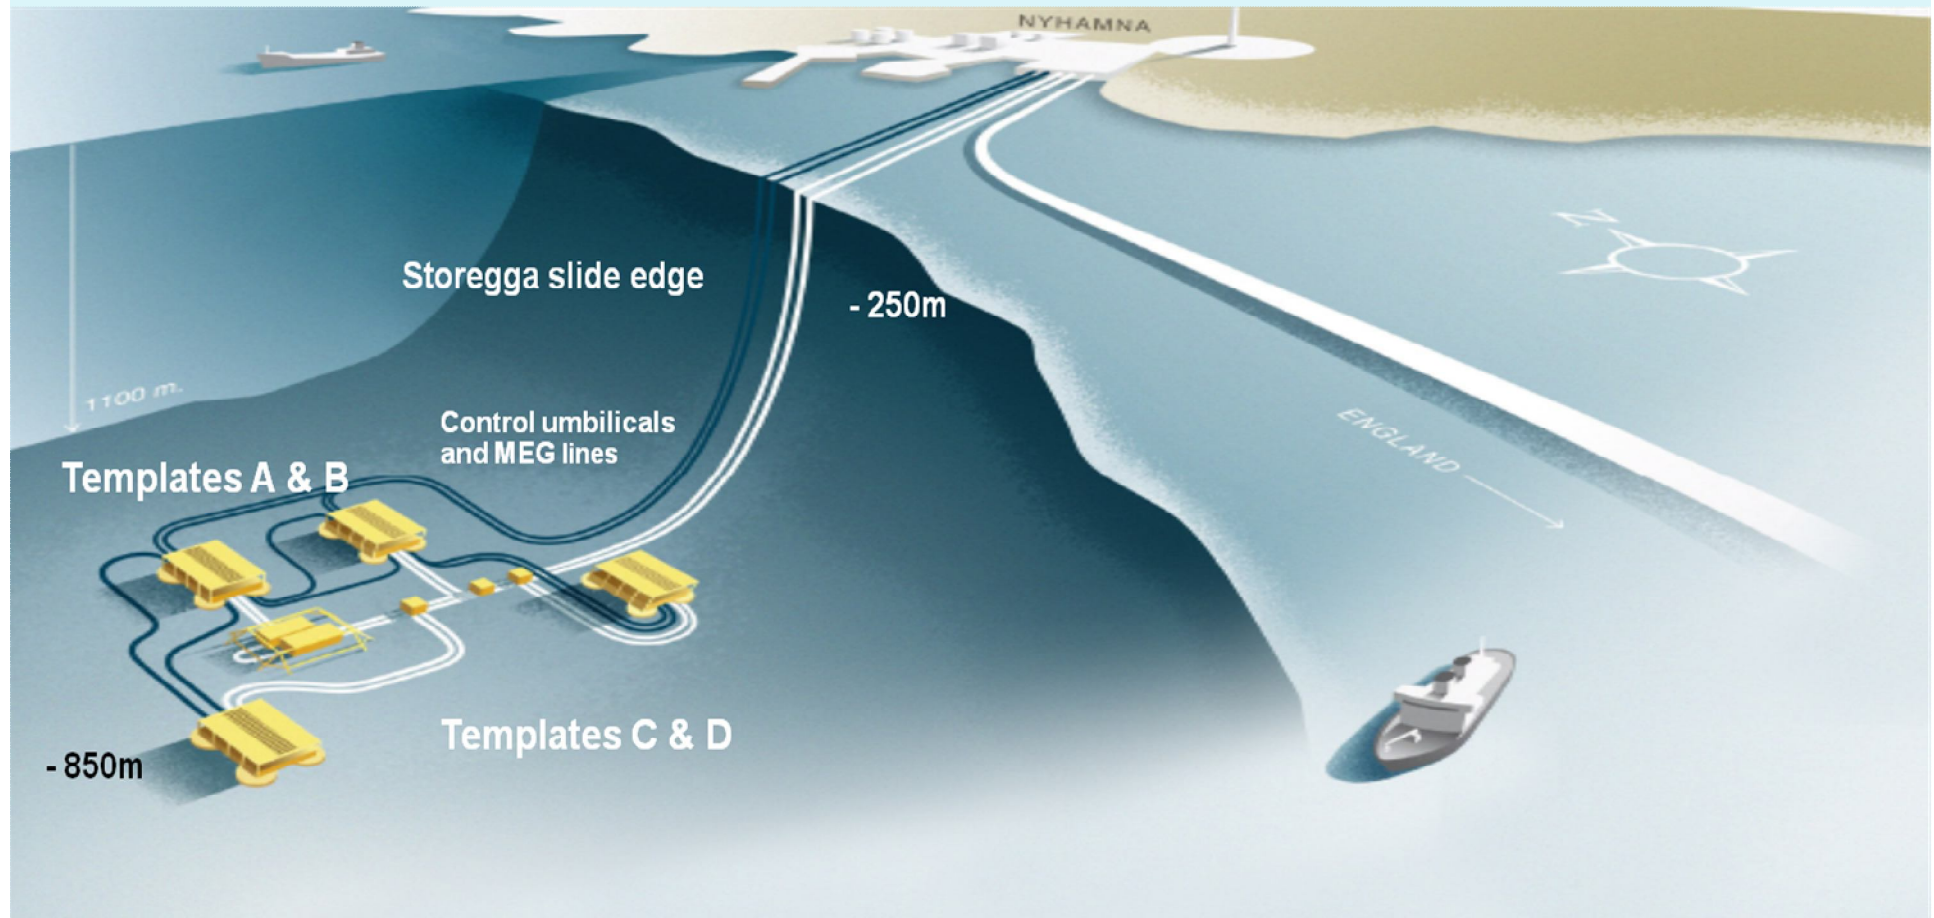 NYHAMNA
N
Storegga slide edge
- 250m
1100 m.
Control umbilicals
and MEG lines
ENGLAND
Templates A & B
Templates C & D
- 850m